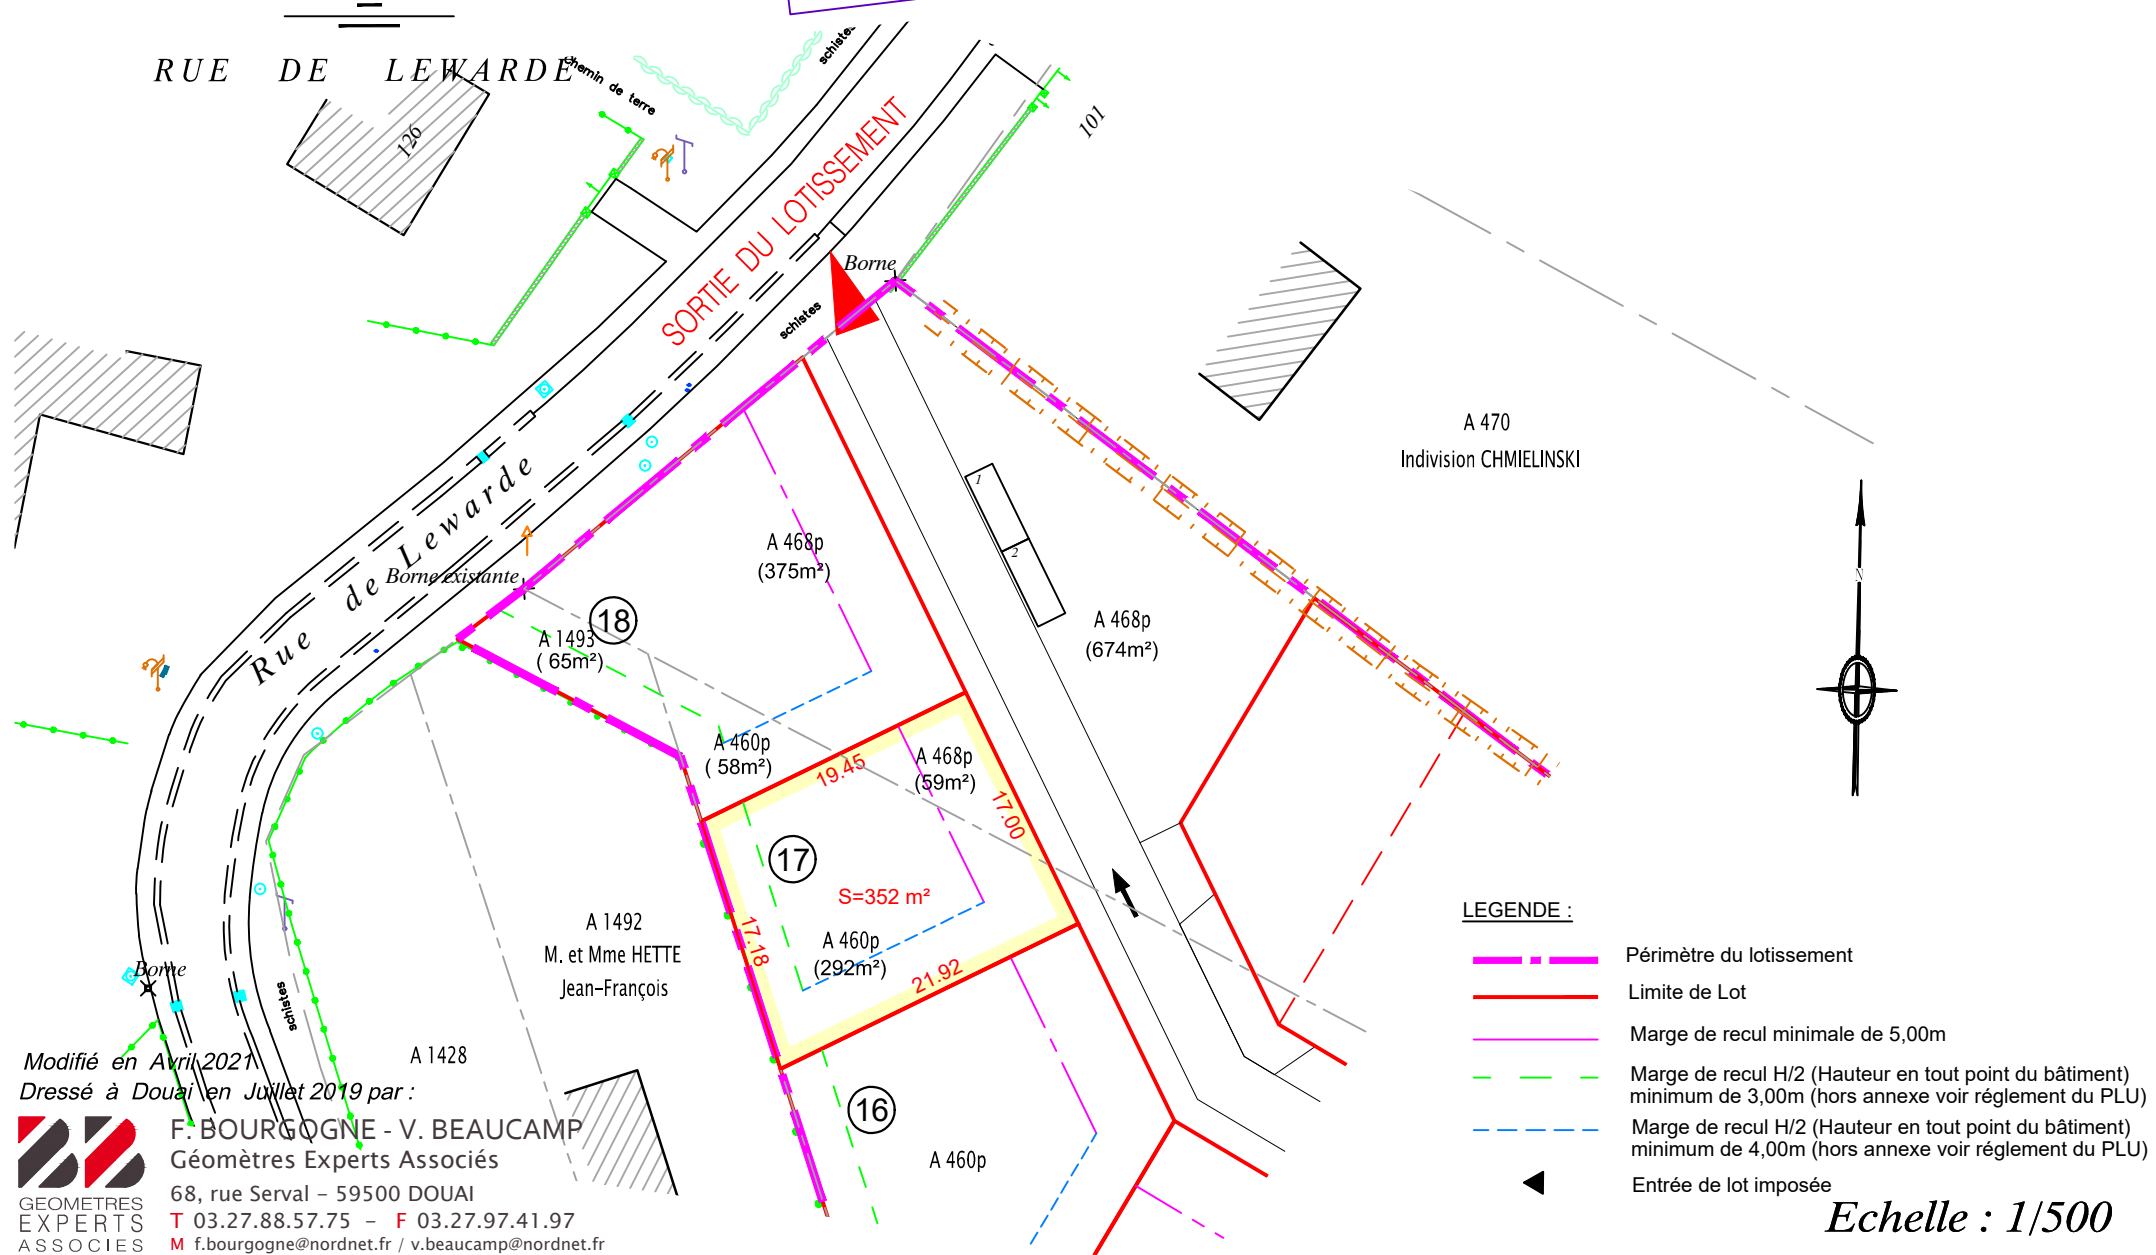 RUE DE LEWARDE
Chemin de terre
schistes
126
101
SORTIE DU LOTISSEMENT
Borne
schistes
A 470
Indivision CHMIELINSKI
Rue de Lewarde
Borne existante
A 468p
(375m²)
1
2
A 468p
(674m²)
N
18
A 1493
( 65m²)
A 460p
( 58m²)
19.45
A 468p
(59m²)
17.00
17
S=352 m²
17.18
A 460p
(292m²)
21.92
A 1492
M. et Mme HETTE
Jean-François
Borne
schistes
A 1428
16
A 460p
LEGENDE :
Périmètre du lotissement
Limite de Lot
Marge de recul minimale de 5,00m
Marge de recul H/2 (Hauteur en tout point du bâtiment)
minimum de 3,00m (hors annexe voir réglement du PLU)
Marge de recul H/2 (Hauteur en tout point du bâtiment)
minimum de 4,00m (hors annexe voir réglement du PLU)
Entrée de lot imposée
Echelle : 1/500
Modifié en Avril 2021
Dressé à Douai en Juillet 2019 par :
F. BOURGOGNE - V. BEAUCAMP
Géomètres Experts Associés
68, rue Serval – 59500 DOUAI
T 03.27.88.57.75 – F 03.27.97.41.97
M f.bourgogne@nordnet.fr / v.beaucamp@nordnet.fr
GEOMETRES
EXPERTS
ASSOCIES